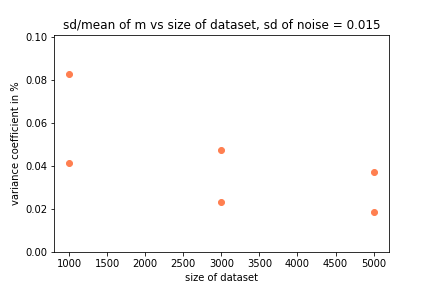 sd/mean of m vs size of dataset, sd of noise = 0.015
0.10
0.08
0.06
0.04
0.02
0.00
variance coefficient in %
1000 1500 2000 2500 3000 3500 4000 4500 5000
size of dataset